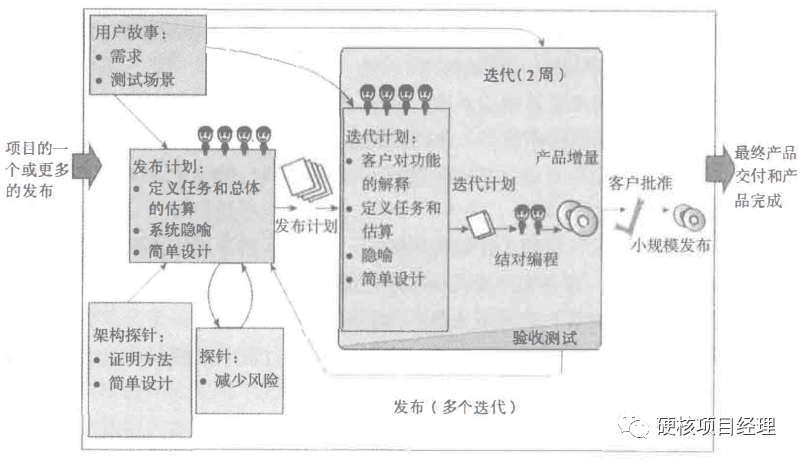 用户故事：
● 需求
● 测试场景
项目的一
个或更多
的发布
发布计划：
● 定义任务和总体
的估算
● 系统隐喻
● 简单设计
发布计划
架构探针：
● 证明方法
● 简单设计
探针：
● 减少风险
迭代（2周）
迭代计划：
● 客户对功能
的解释
● 定义任务和
估算
● 隐喻
● 简单设计
迭代计划
结对编程
产品增量
验收测试
客户批准
小规模发布
最终产品
交付和产
品完成
发布（多个迭代）
硬核项目经理